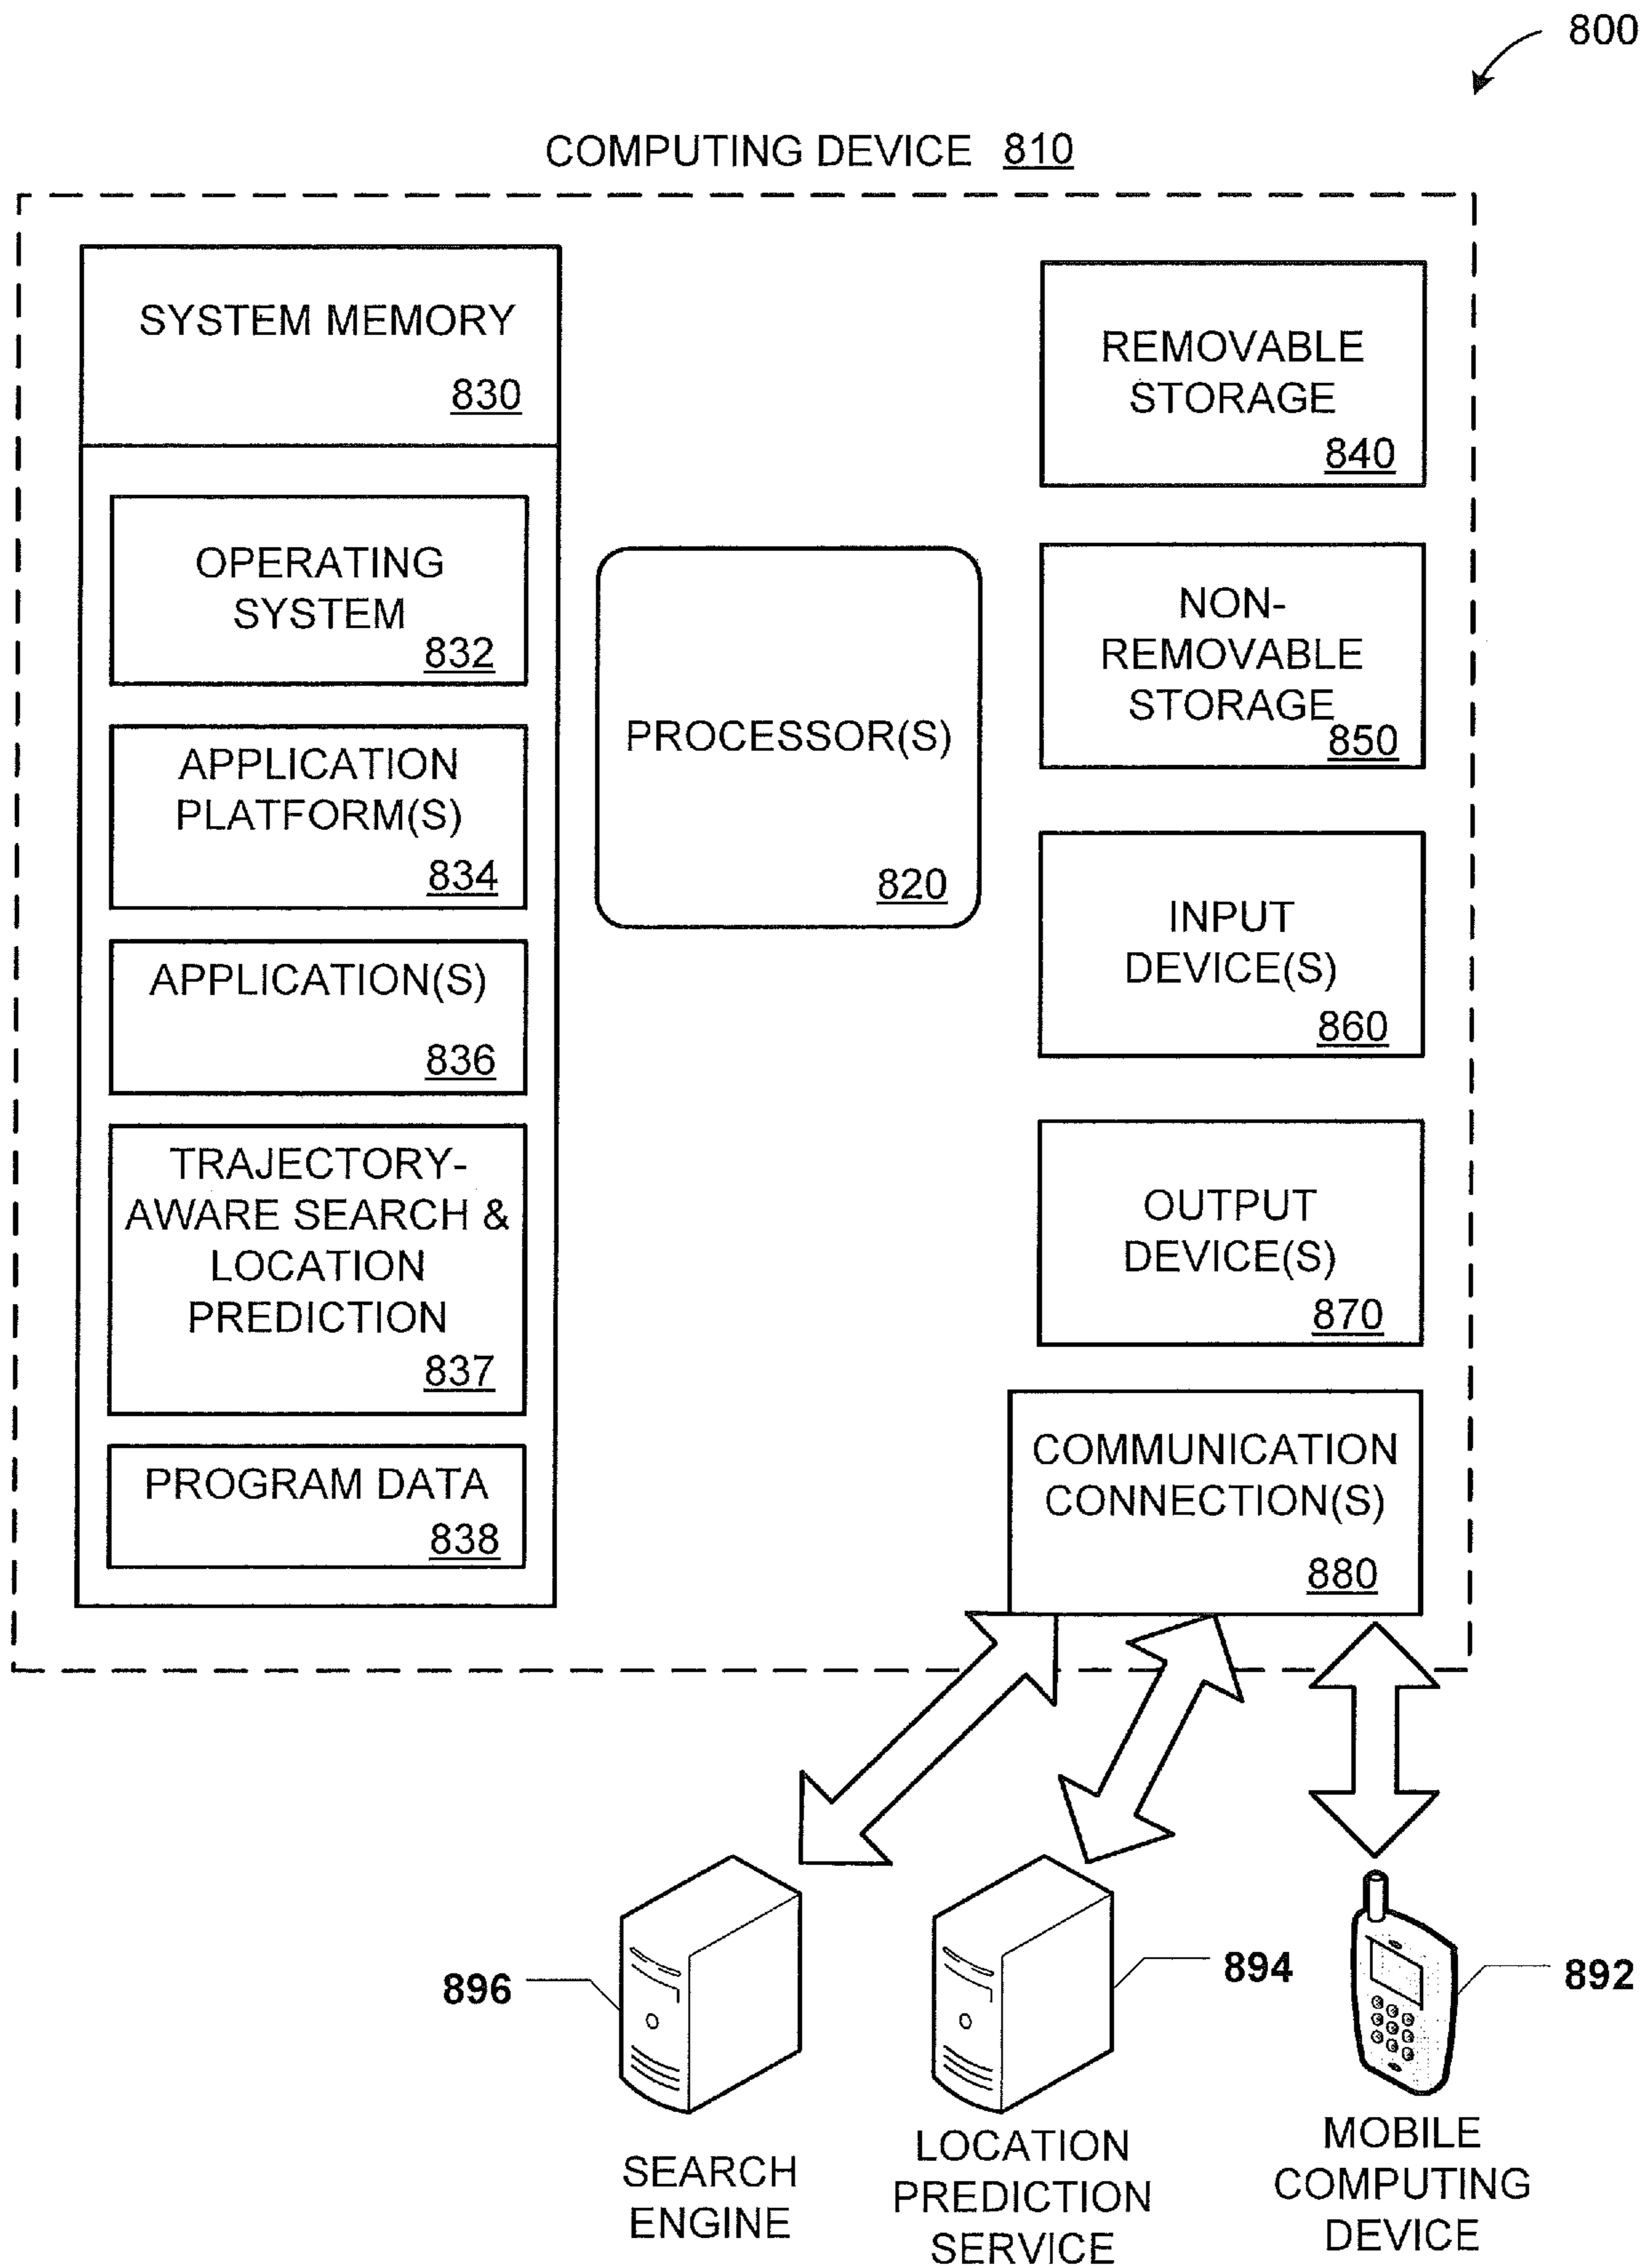 800
COMPUTING DEVICE 810
SYSTEM MEMORY
830
OPERATING
SYSTEM
832
APPLICATION
PLATFORM(S)
834
APPLICATION(S)
836
TRAJECTORY-
AWARE SEARCH &
LOCATION
PREDICTION
837
PROGRAM DATA
838
PROCESSOR(S)
820
REMOVABLE
STORAGE
840
NON-
REMOVABLE
STORAGE
850
INPUT
DEVICE(S)
860
OUTPUT
DEVICE(S)
870
COMMUNICATION
CONNECTION(S)
880
896
SEARCH
ENGINE
894
LOCATION
PREDICTION
SERVICE
892
MOBILE
COMPUTING
DEVICE